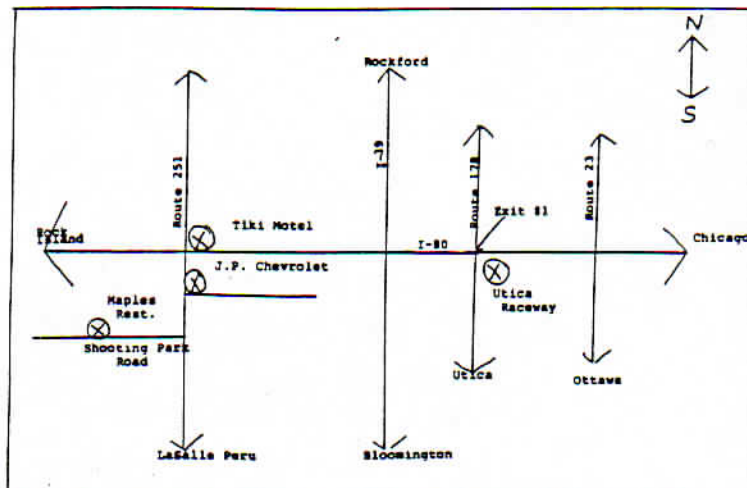 N
S
Rockford
Route 251
I-39
Route 178
Route 23
Exit 81
Rock
Island
Tiki Motel
I-80
Chicago
J.P. Chevrolet
Maples
Rest.
Utica
Raceway
Shooting Park
Road
Utica
Ottawa
LaSalle Peru
Bloomington